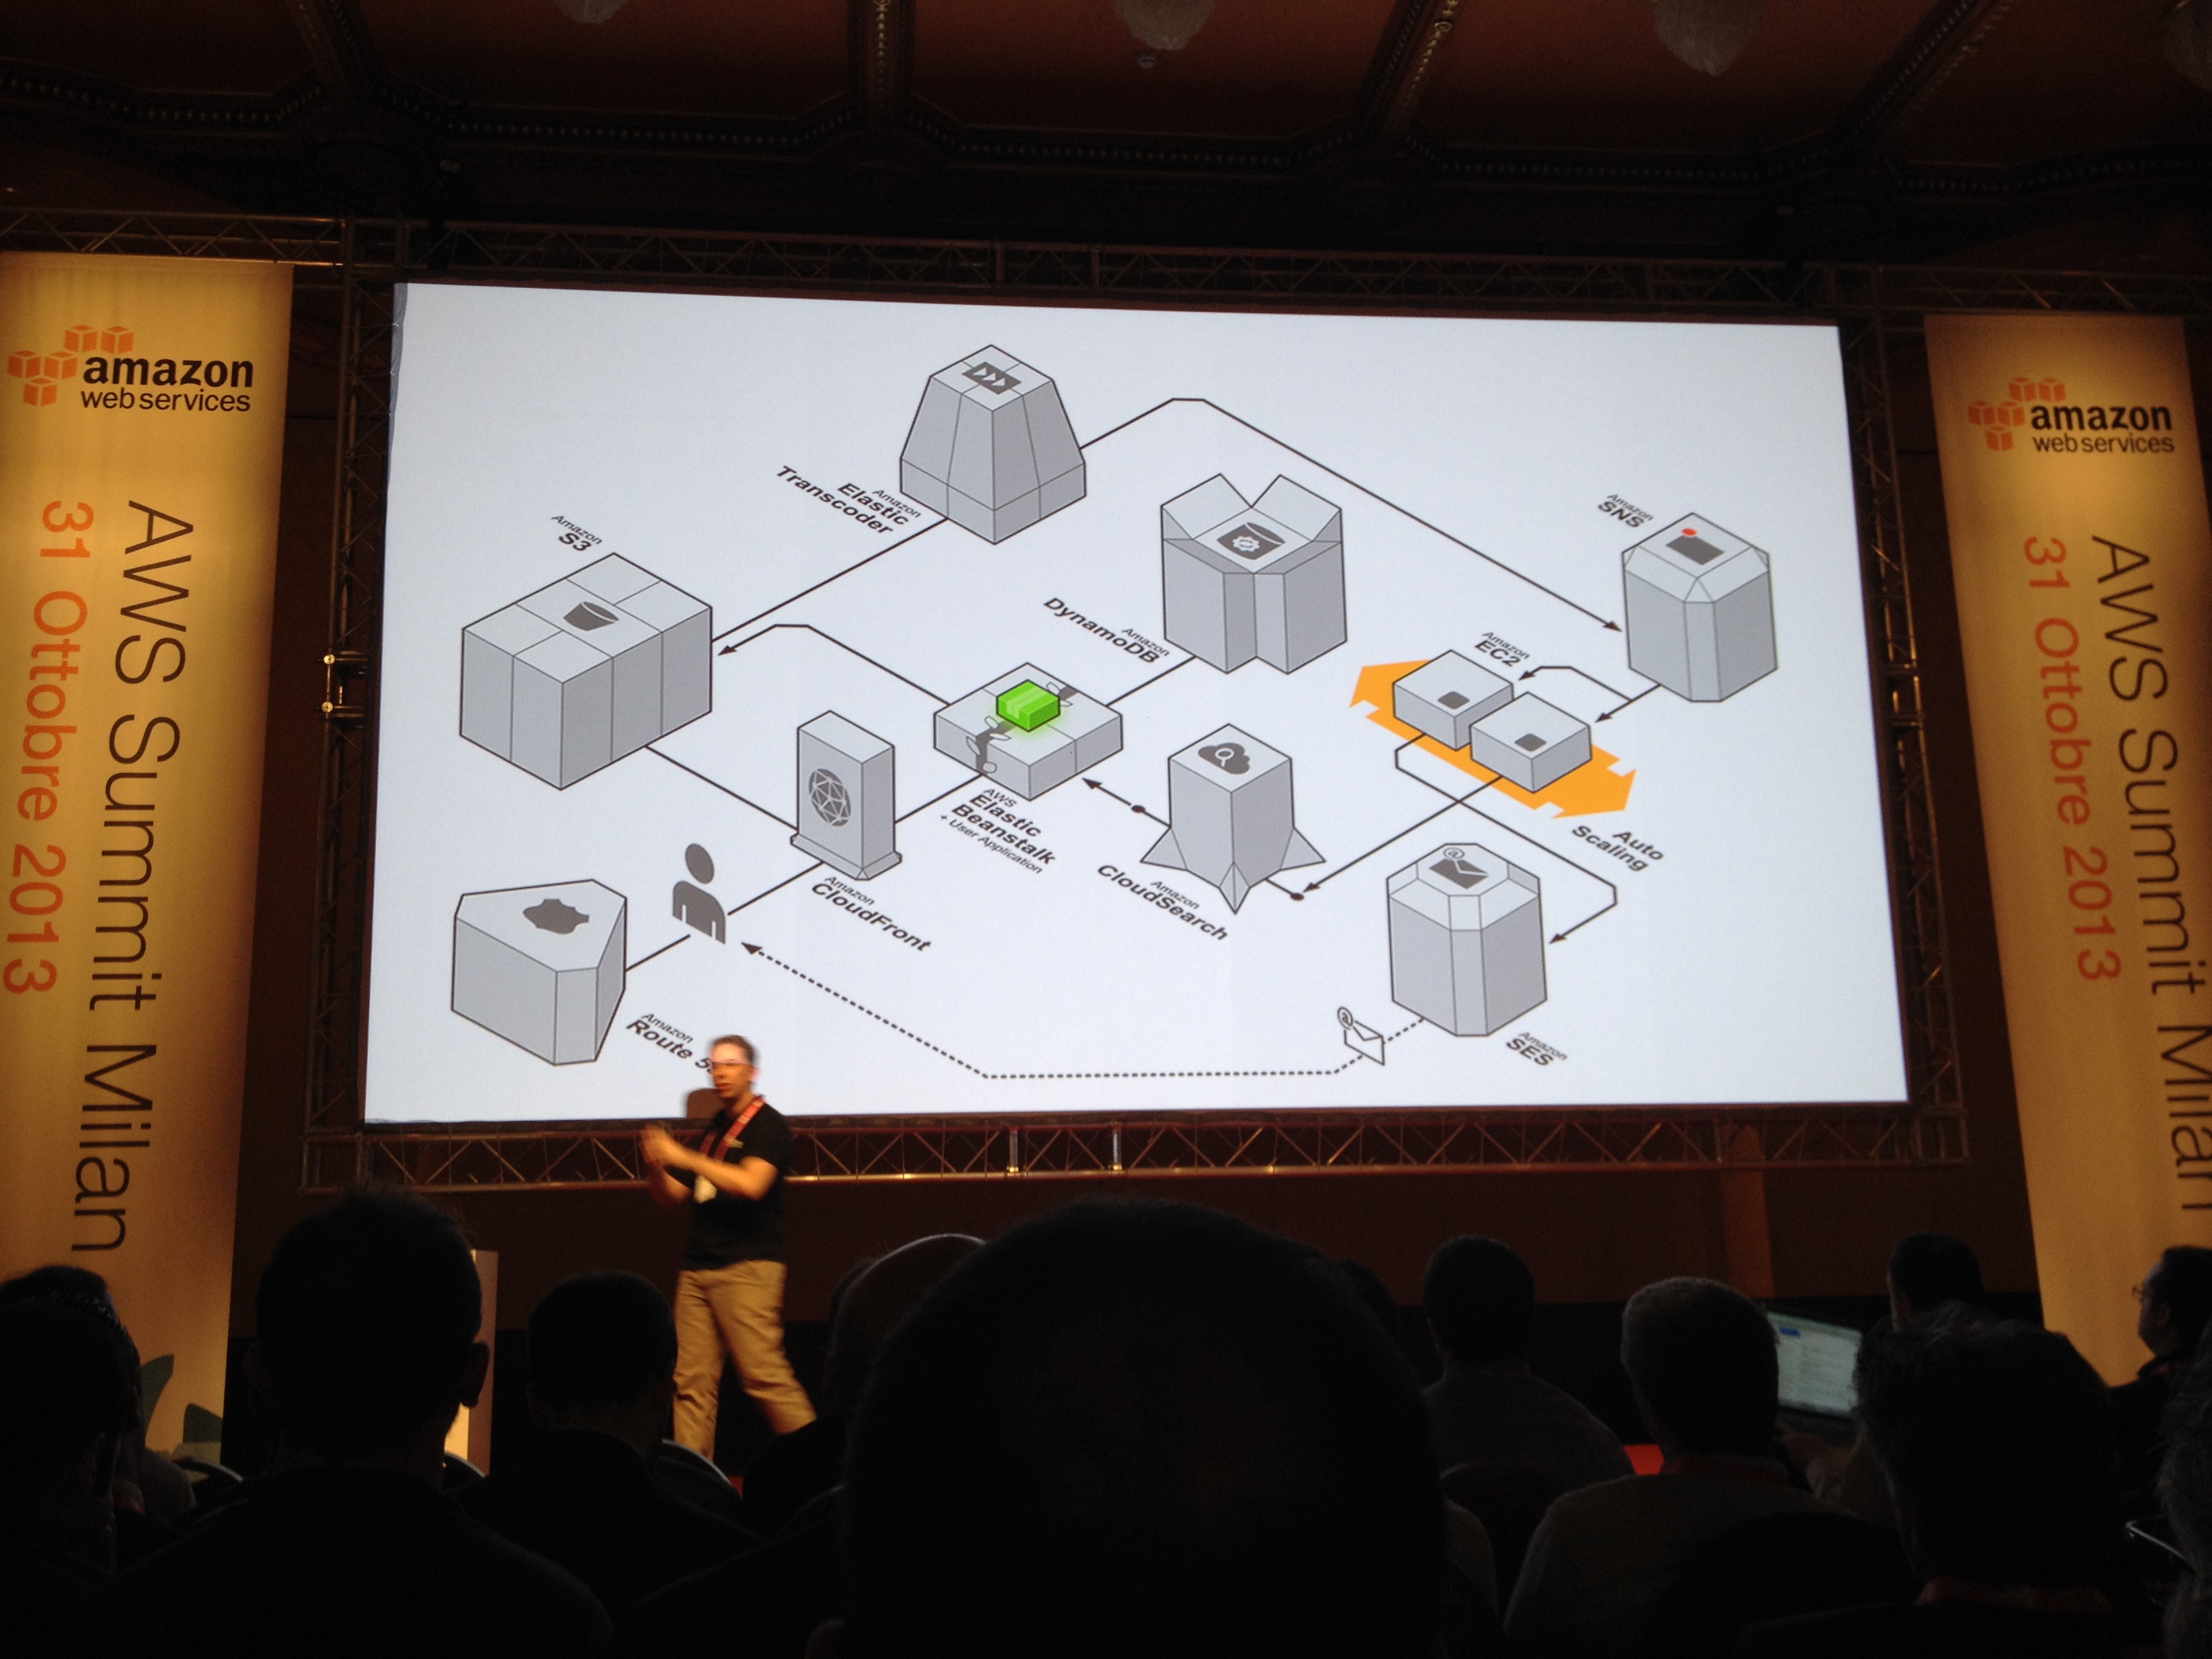 amazon
web services
AWS Summit Milan
31 Ottobre 2013
Amazon
Elastic
Transcoder
Amazon
S3
Amazon
DynamoDB
Amazon
SNS
Amazon
EC2
Auto
Scaling
AWS
Elastic
Beanstalk
+ User Application
Amazon
CloudFront
Amazon
CloudSearch
Amazon
Route
Amazon
SES
@
@
amazon
web services
AWS Summit Milan
31 Ottobre 2013